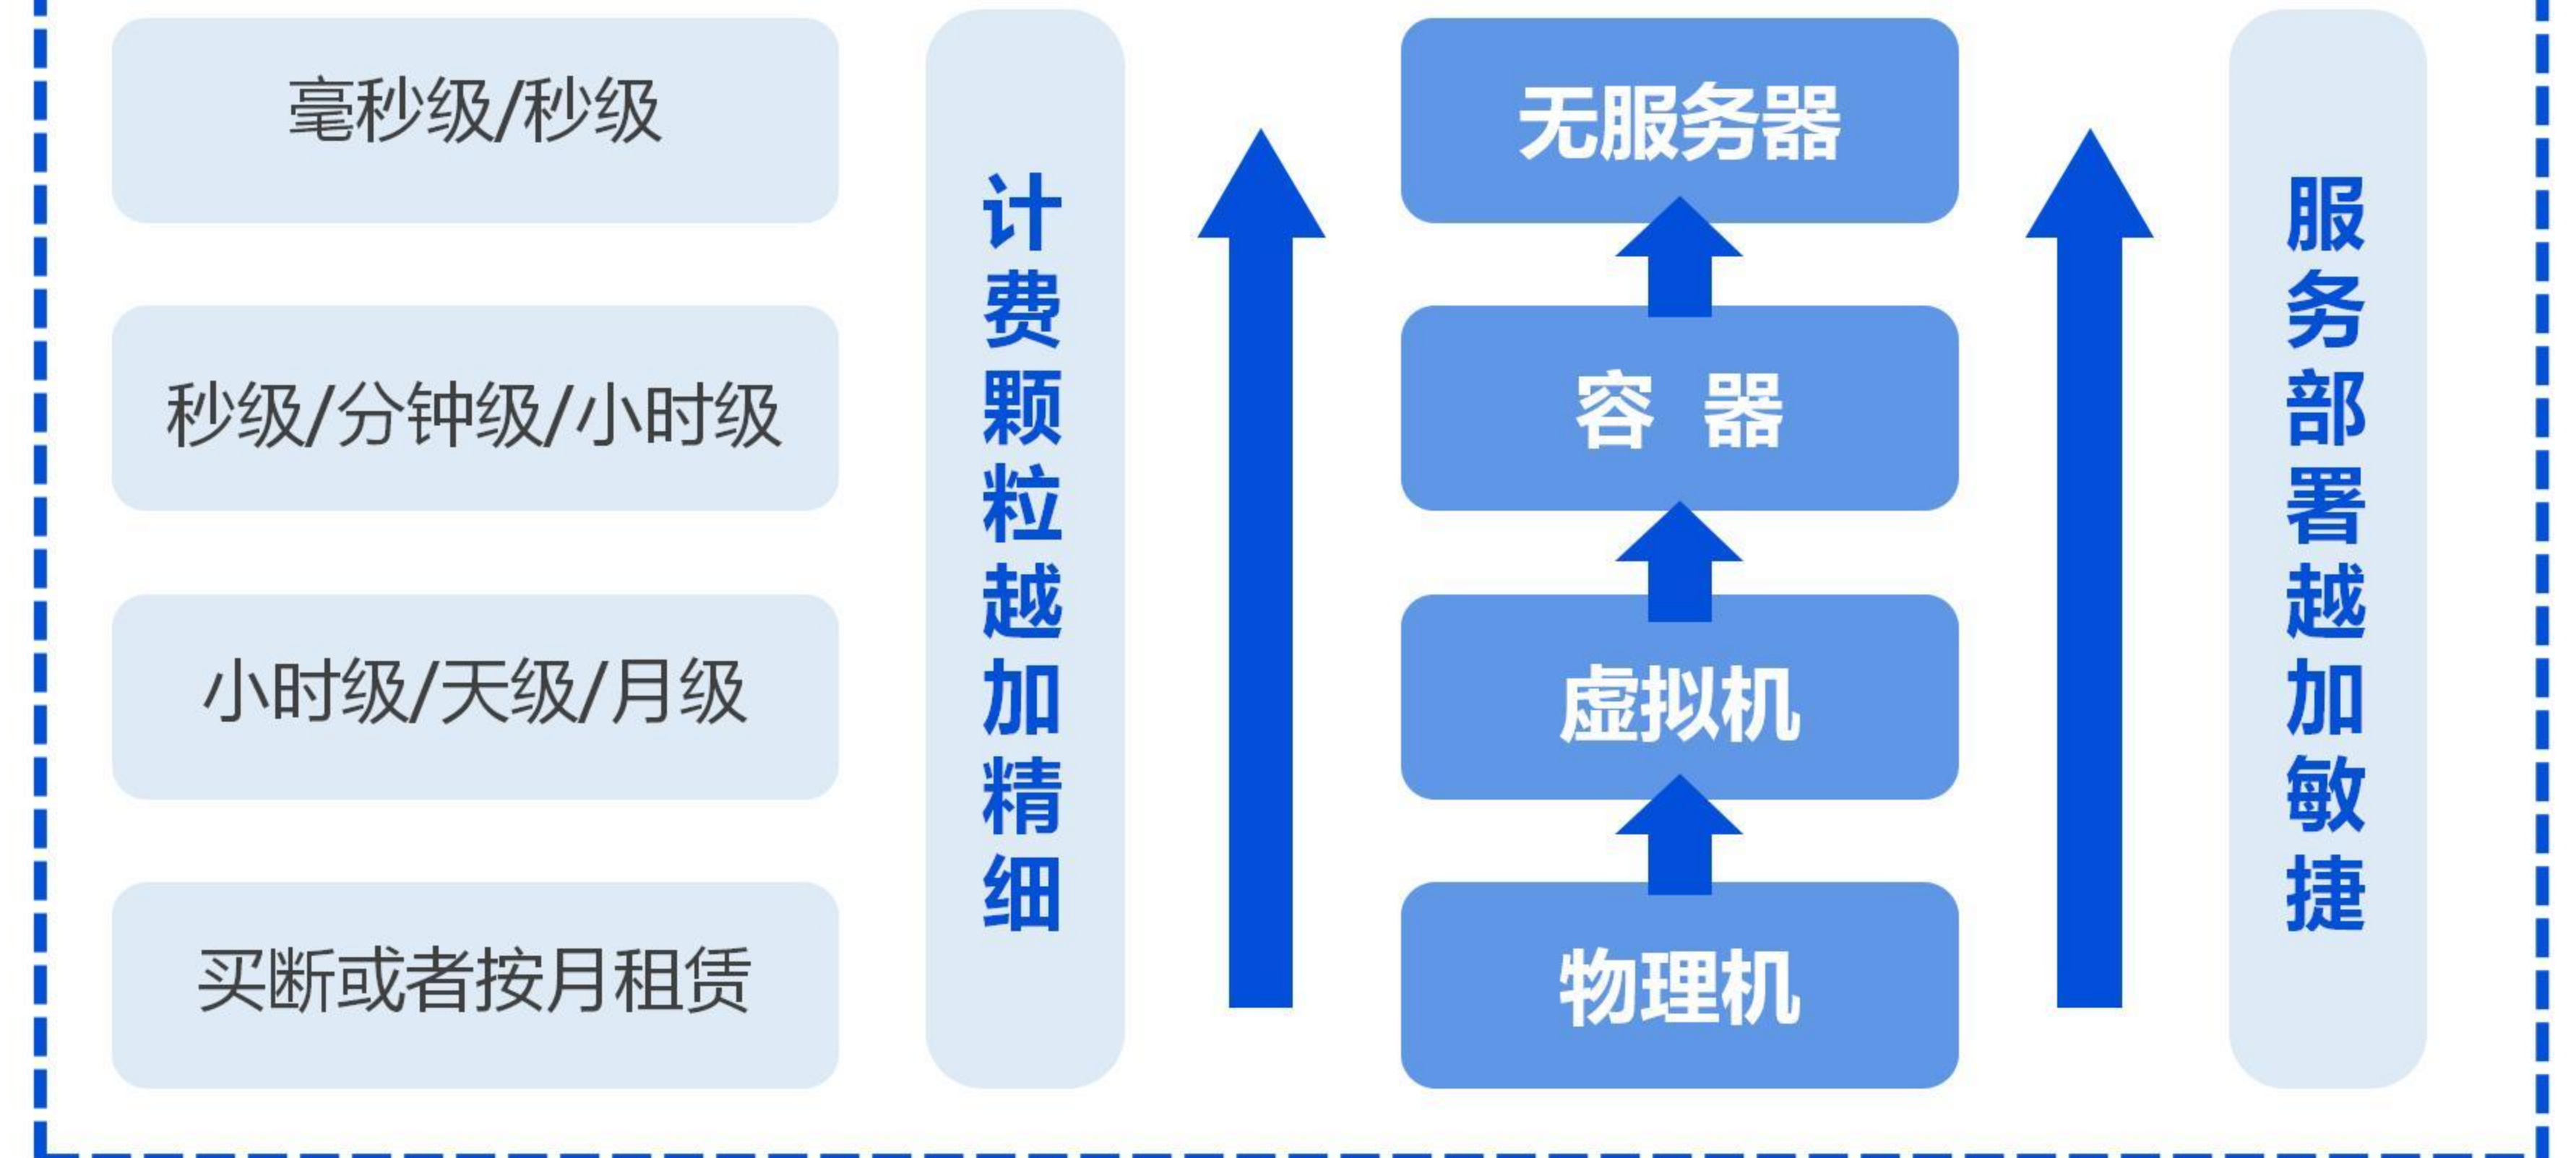 毫秒级/秒级
秒级/分钟级/小时级
小时级/天级/月级
买断或者按月租赁
计费颗粒越加精细
无服务器
容 器
虚拟机
物理机
服务部署越加敏捷